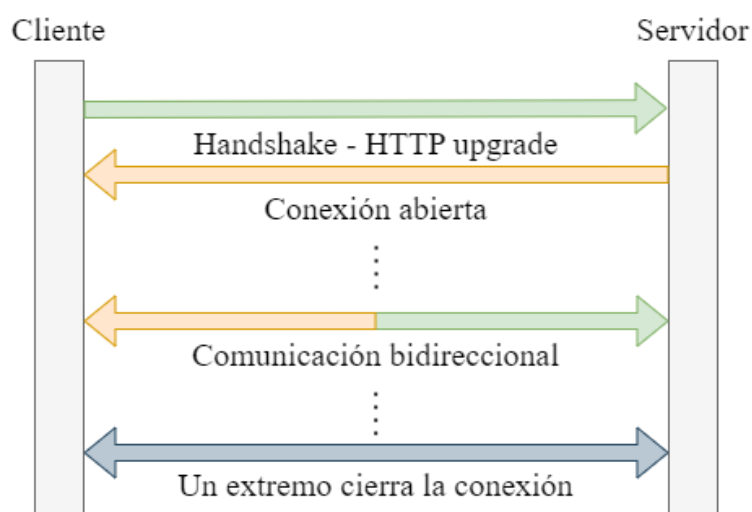 Cliente
Servidor
Handshake - HTTP upgrade
Conexión abierta
Comunicación bidireccional
Un extremo cierra la conexión